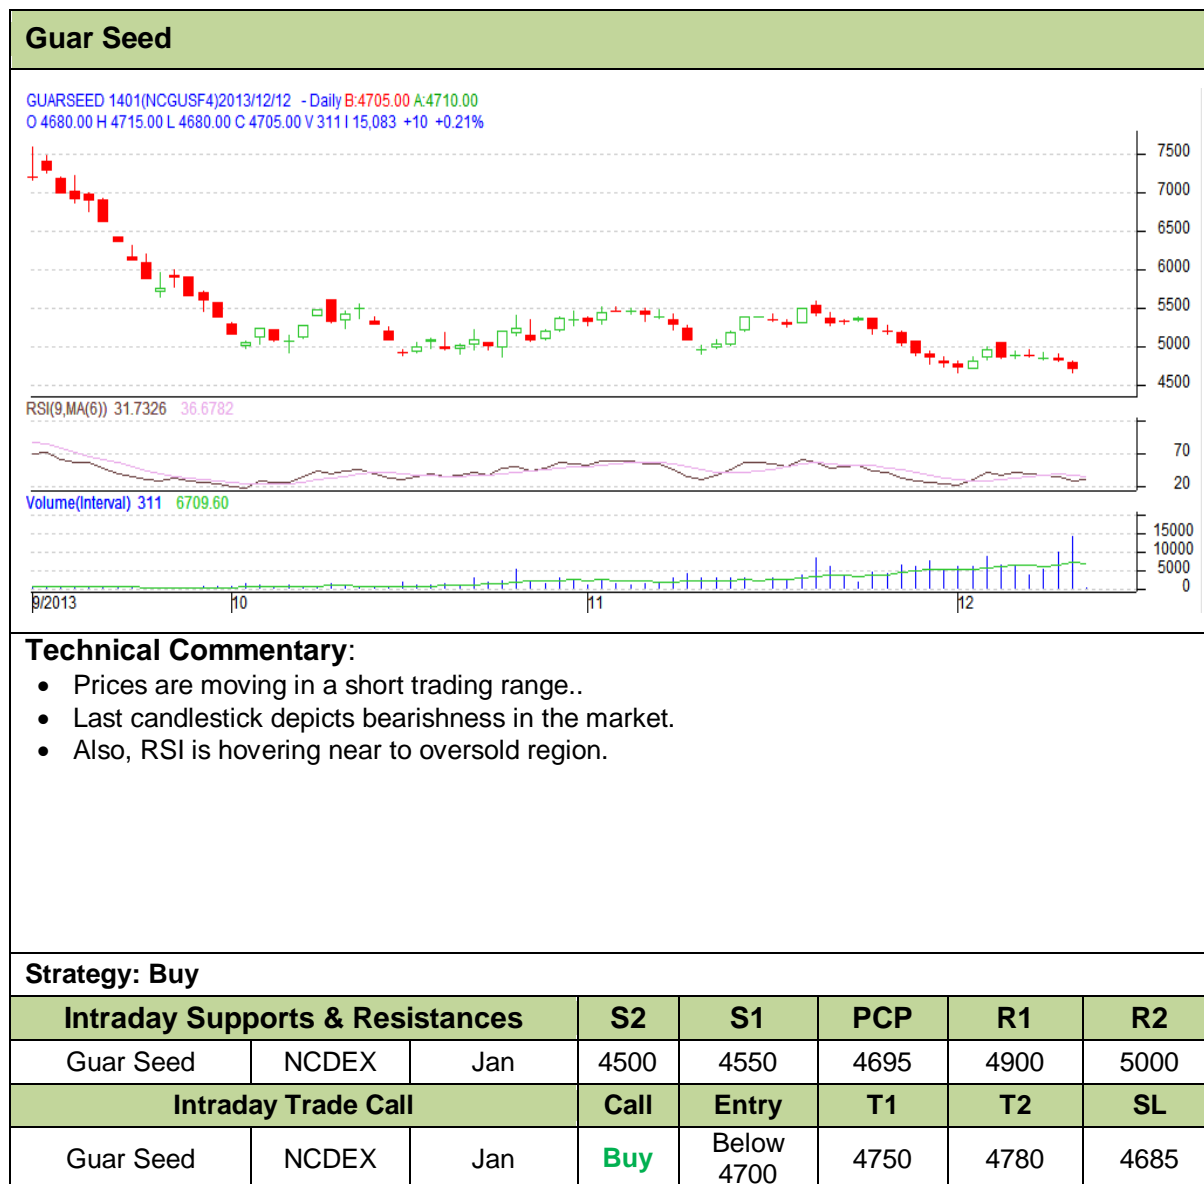 Guar Seed
GUARSEED 1401(NCGUSF4)2013/12/12 - Daily B:4705.00 A:4710.00
O 4680.00 H 4715.00 L 4680.00 C 4705.00 V 311 I 15,083 +10 +0.21%
7500
7000
6500
6000
5500
5000
4500
RSI(9,MA(6)) 31.7326 36.6782
70
20
Volume(Interval) 311 6709.60
15000
10000
5000
0
9/2013 10 11 12
Technical Commentary:
• Prices are moving in a short trading range..
• Last candlestick depicts bearishness in the market.
• Also, RSI is hovering near to oversold region.
Strategy: Buy
Intraday Supports & Resistances S2 S1 PCP R1 R2
Guar Seed NCDEX Jan 4500 4550 4695 4900 5000
Intraday Trade Call Call Entry T1 T2 SL
Guar Seed NCDEX Jan Buy Below 4700 4750 4780 4685